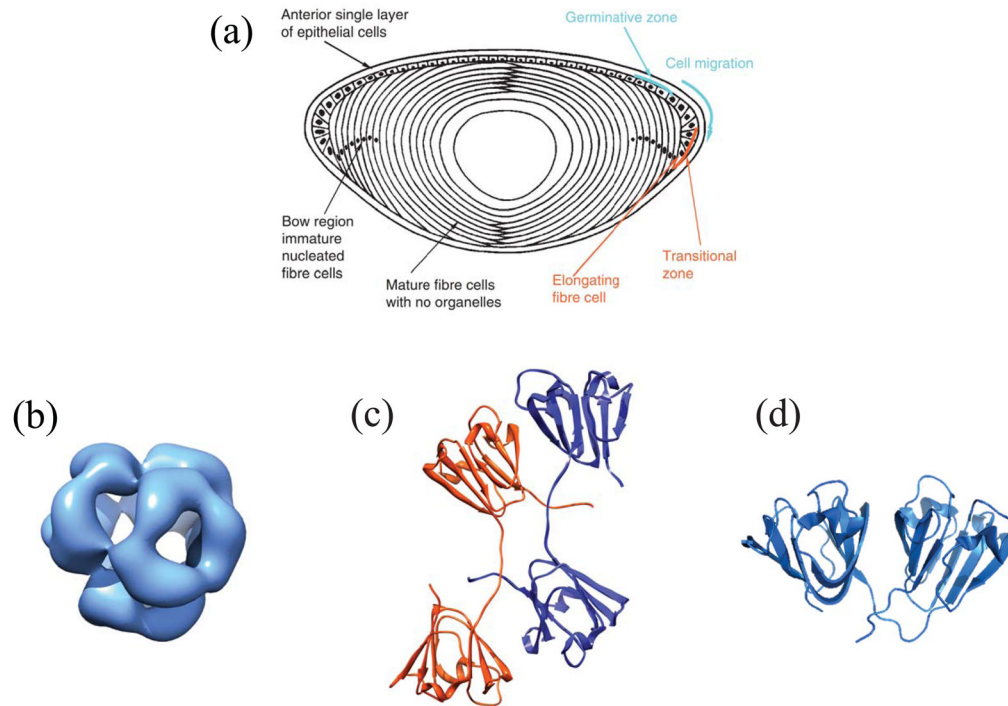 (a)
Anterior single layer
of epithelial cells
Germinative zone
Cell migration
Bow region
immature
nucleated
fibre cells
Mature fibre cells
with no organelles
Elongating
fibre cell
Transitional
zone
(b)
(c)
(d)